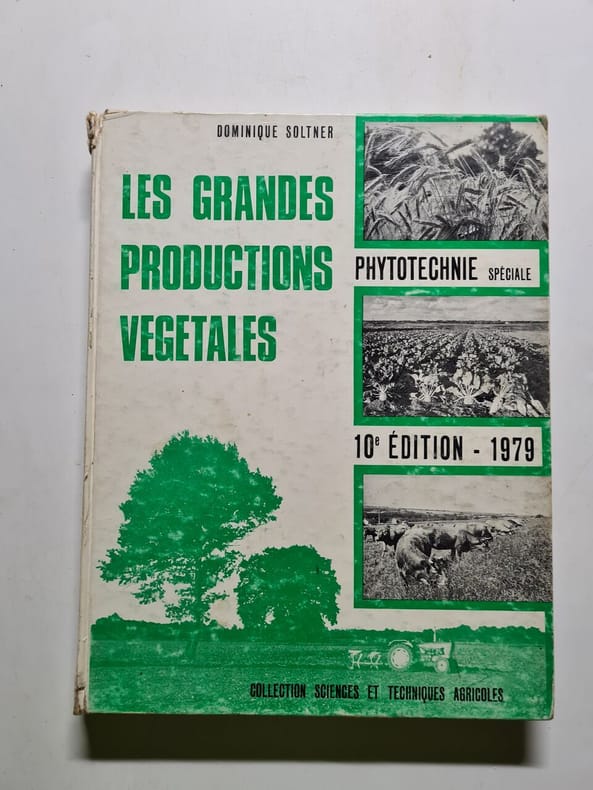 DOMINIQUE SOLTNER
LES GRANDES
PRODUCTIONS
VEGETALES
PHYTOTECHNIE SPÉCIALE
10e ÉDITION - 1979
COLLECTION SCIENCES ET TECHNIQUES AGRICOLES